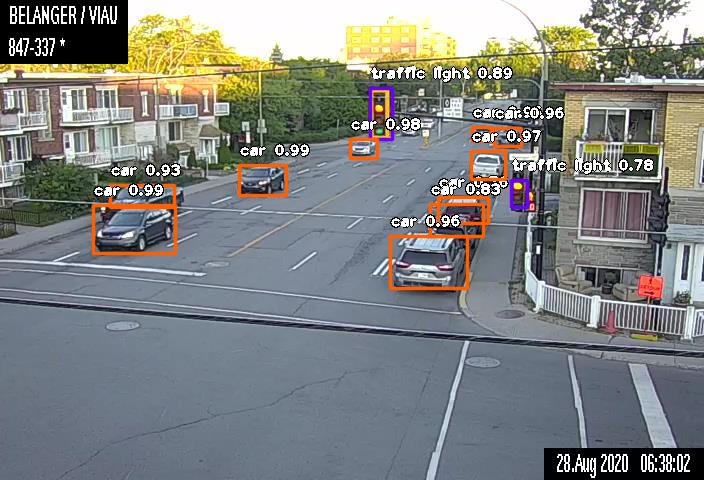 BELANGER / VIAU
847-337 *
traffic light 0.89
car 0.96
car 0.98
car 0.97
car 0.99
traffic light 0.78
car 0.93
car 0.99
car 0.83
car 0.96
28.Aug 2020 06:38:02